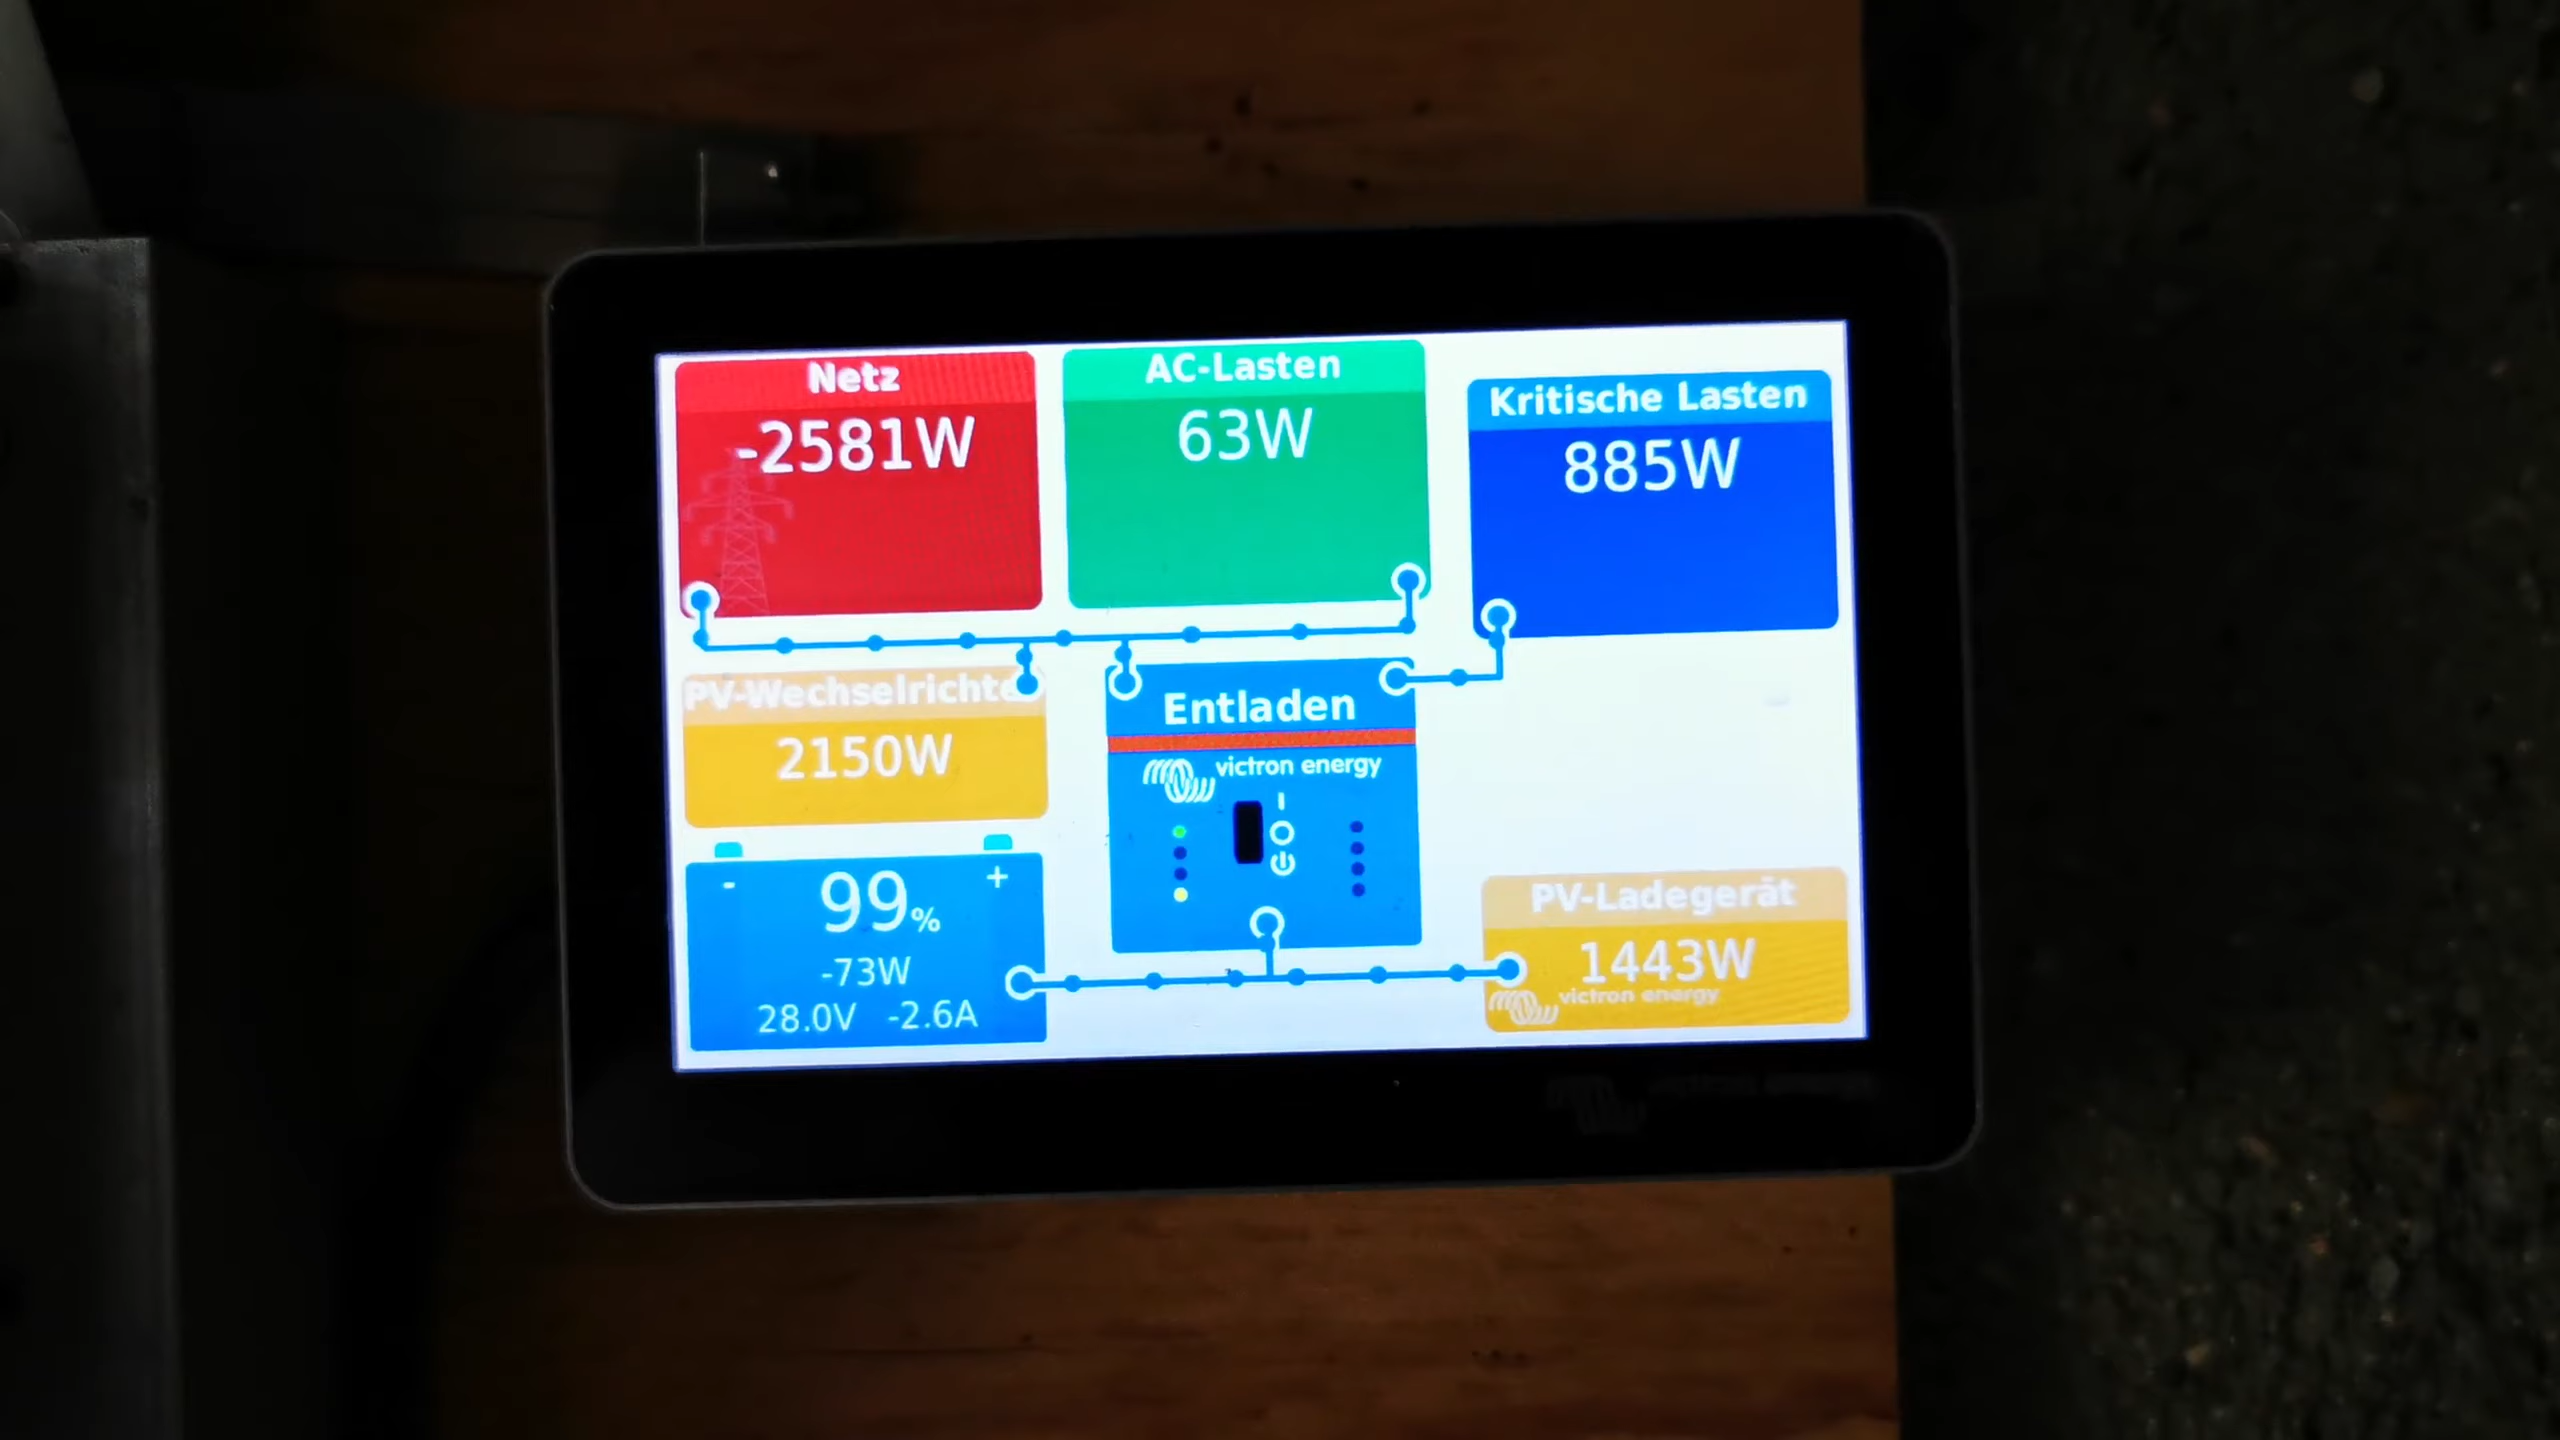 Netz
-2581W
AC-Lasten
63W
Kritische Lasten
885W
PV-Wechselrichte
2150W
Entladen
victron energy
- 99% +
-73W
28.0V -2.6A
PV-Ladegerät
1443W
victron energy